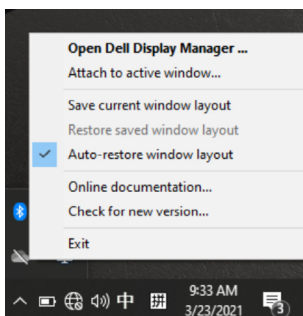 Open Dell Display Manager ...
Attach to active window...
Save current window layout
Restore saved window layout
Auto-restore window layout
Online documentation...
Check for new version...
Exit
中 拼 9:33 AM
3/23/2021
3